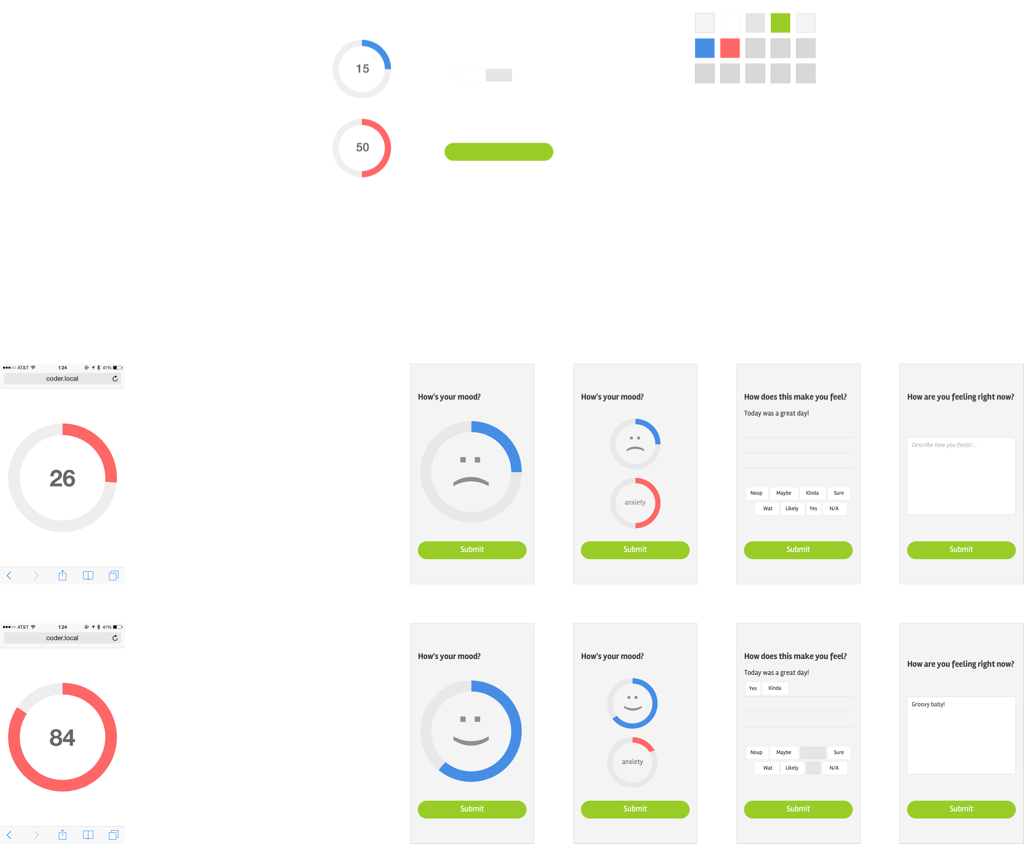 15
50
●●●○○ AT&T 1:24 41%
coder.local
26
How's your mood?
Submit
How's your mood?
anxiety
Submit
How does this make you feel?
Today was a great day!
Noup Maybe Kinda Sure
Wat Likely Yes N/A
Submit
How are you feeling right now?
Describe how you feelin'...
Submit
●●●○○ AT&T 1:24 41%
coder.local
84
How's your mood?
Submit
How's your mood?
anxiety
Submit
How does this make you feel?
Today was a great day!
Yes Kinda
Noup Maybe Sure
Wat Likely N/A
Submit
How are you feeling right now?
Groovy baby!
Submit